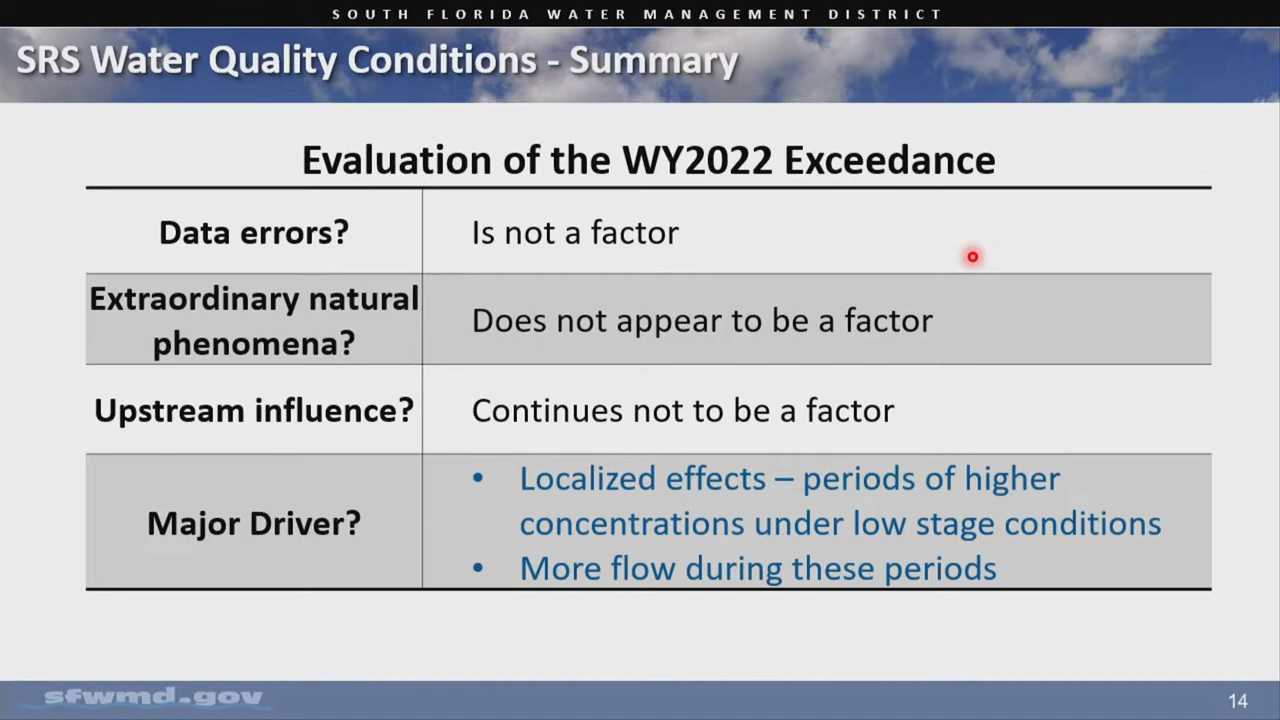 SOUTH FLORIDA WATER MANAGEMENT DISTRICT
SRS Water Quality Conditions - Summary
Evaluation of the WY2022 Exceedance
Data errors?
Is not a factor
Extraordinary natural
phenomena?
Does not appear to be a factor
Upstream influence?
Continues not to be a factor
Major Driver?
• Localized effects – periods of higher
concentrations under low stage conditions
• More flow during these periods
sfwmd.gov
14